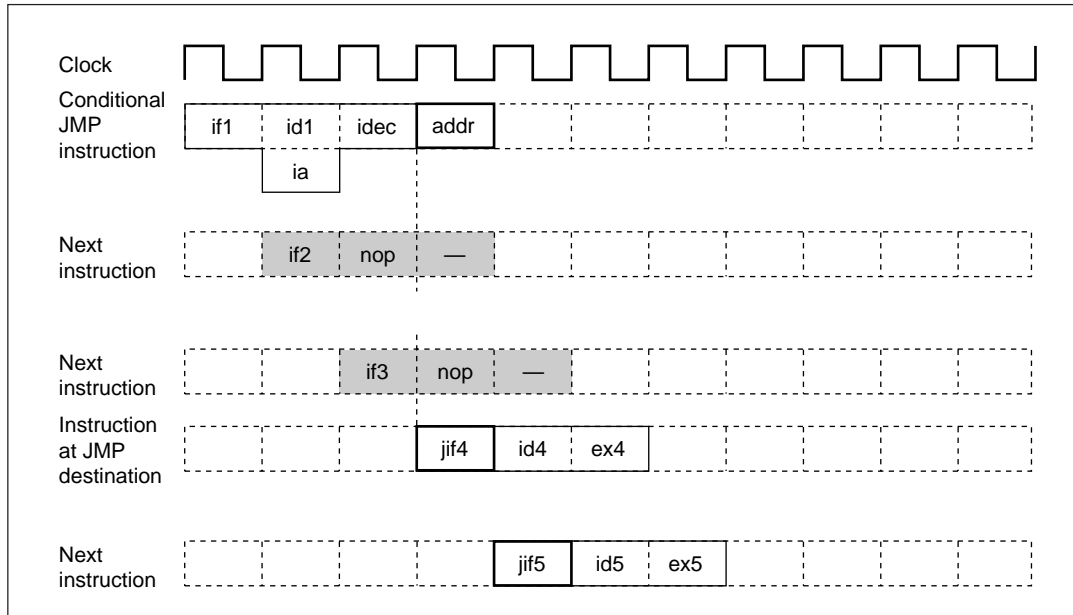 Clock
Conditional
JMP
instruction
if1 id1 idec addr
ia
Next
instruction
if2 nop —
Next
instruction
if3 nop —
Instruction
at JMP
destination
jif4 id4 ex4
Next
instruction
jif5 id5 ex5